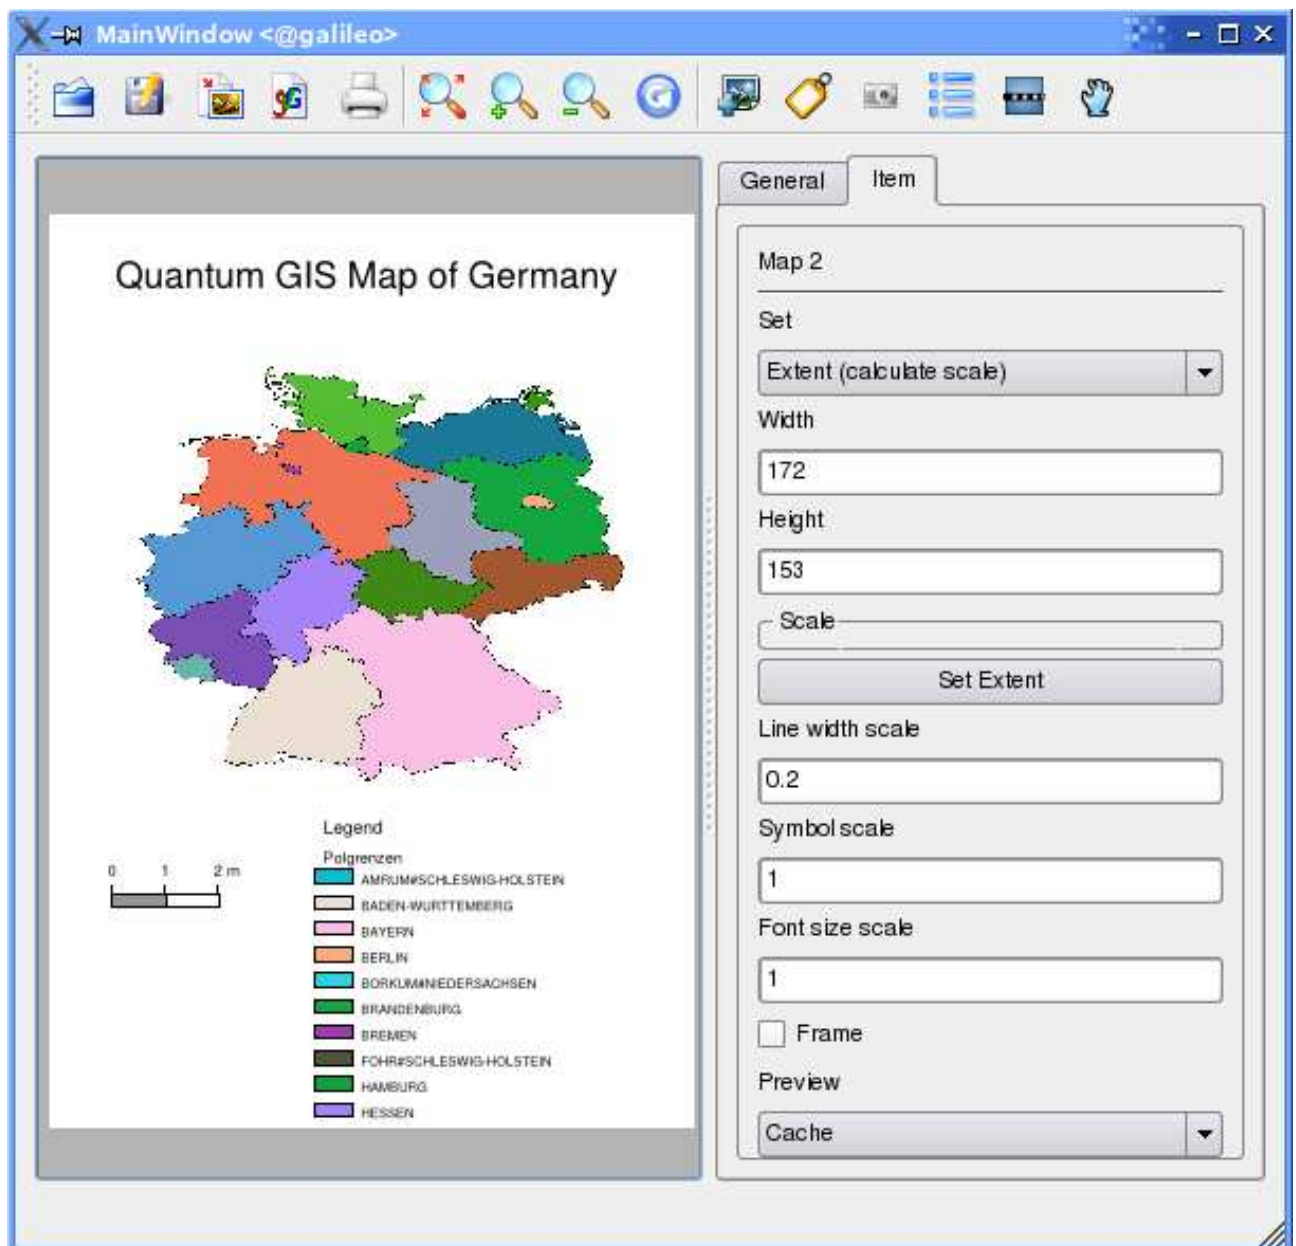 MainWindow <@galileo>
General
Item
Quantum GIS Map of Germany
Legend
Polgrenzen
0 1 2 m
AMRUM#SCHLESWIG-HOLSTEIN
BADEN-WURTTEMBERG
BAYERN
BERLIN
BORKUM#NIEDERSACHSEN
BRANDENBURG
BREMEN
FOHR#SCHLESWIG-HOLSTEIN
HAMBURG
HESSEN
Map 2
Set
Extent (calculate scale)
Width
172
Height
153
Scale
Set Extent
Line width scale
0.2
Symbol scale
1
Font size scale
1
Frame
Preview
Cache